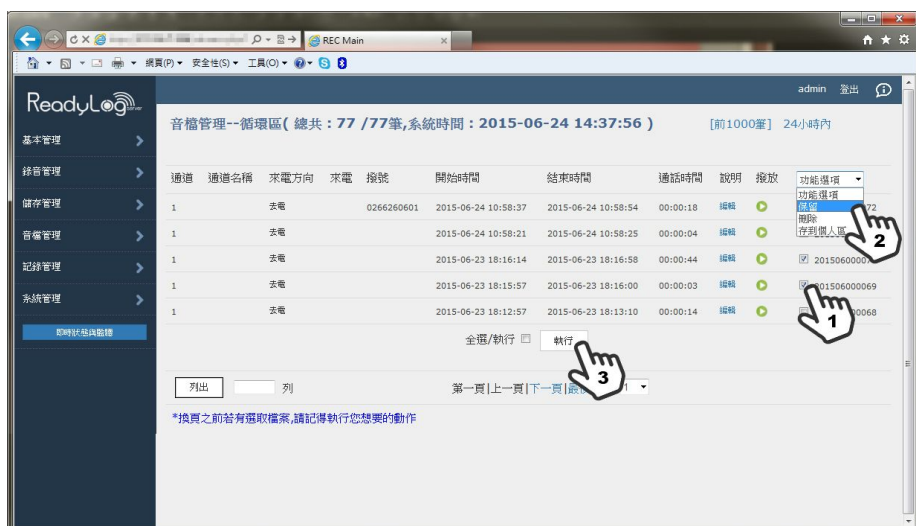 REC Main
網頁(P) 安全性(S) 工具(O)
admin 登出
ReadyLog Server
基本管理
錄音管理
儲存管理
音檔管理
記錄管理
系統管理
即時狀態與監聽
音檔管理--循環區( 總共:77 /77筆,系統時間:2015-06-24 14:37:56 ) [前1000筆] 24小時內
通道 通道名稱 來電方向 來電 撥號 開始時間 結束時間 通話時間 說明 撥放 功能選項
功能選項
保留
刪除
存到個人區
1 去電 0266260601 2015-06-24 10:58:37 2015-06-24 10:58:54 00:00:18 編輯 72
1 去電 2015-06-24 10:58:21 2015-06-24 10:58:25 00:00:04 編輯
1 去電 2015-06-23 18:16:14 2015-06-23 18:16:58 00:00:44 編輯
1 去電 2015-06-23 18:15:57 2015-06-23 18:16:00 00:00:03 編輯 201506000069
1 去電 2015-06-23 18:12:57 2015-06-23 18:13:10 00:00:14 編輯 0068
2
1
全選/執行 執行
3
列出 列 第一頁|上一頁|下一頁| 1
*換頁之前若有選取檔案,請記得執行您想要的動作